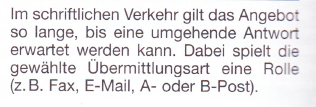 Im schriftlichen Verkehr gilt das Angebot
so lange, bis eine umgehende Antwort
erwartet werden kann. Dabei spielt die
gewählte Übermittlungsart eine Rolle
(z.B. Fax, E-Mail, A- oder B-Post).